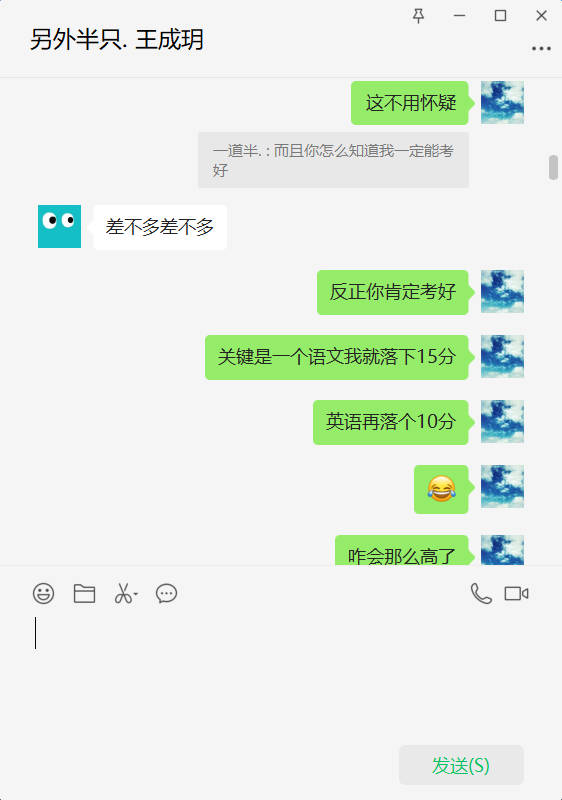 另外半只. 王成玥
这不用怀疑
一道半. : 而且你怎么知道我一定能考
好
差不多差不多
反正你肯定考好
关键是一个语文我就落下15分
英语再落个10分
😂
咋会那么高了
发送(S)